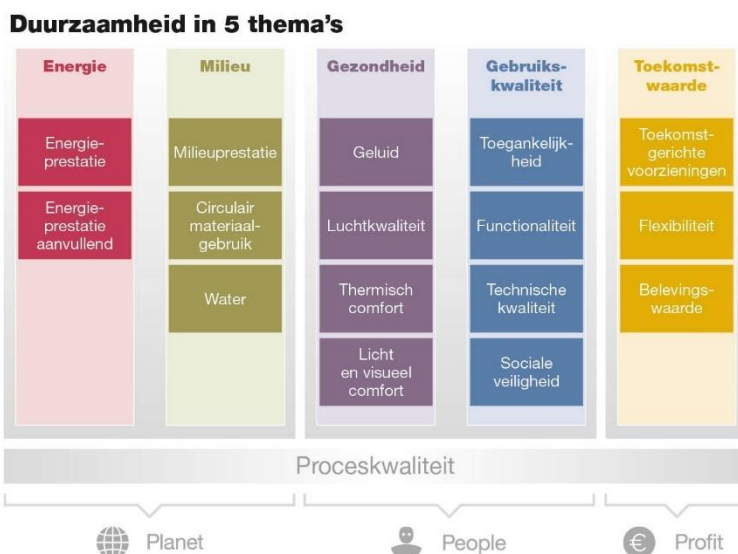 Duurzaamheid in 5 thema's
Energie
Energie-
prestatie
Energie-
prestatie
aanvullend
Milieu
Milieuprestatie
Circulair
materiaal-
gebruik
Water
Gezondheid
Geluid
Luchtkwaliteit
Thermisch
comfort
Licht
en visueel
comfort
Gebruiks-
kwaliteit
Toegankelijk-
heid
Functionaliteit
Technische
kwaliteit
Sociale
veiligheid
Toekomst-
waarde
Toekomst-
gerichte
voorzieningen
Flexibiliteit
Belevings-
waarde
Proceskwaliteit
Planet
People
€ Profit